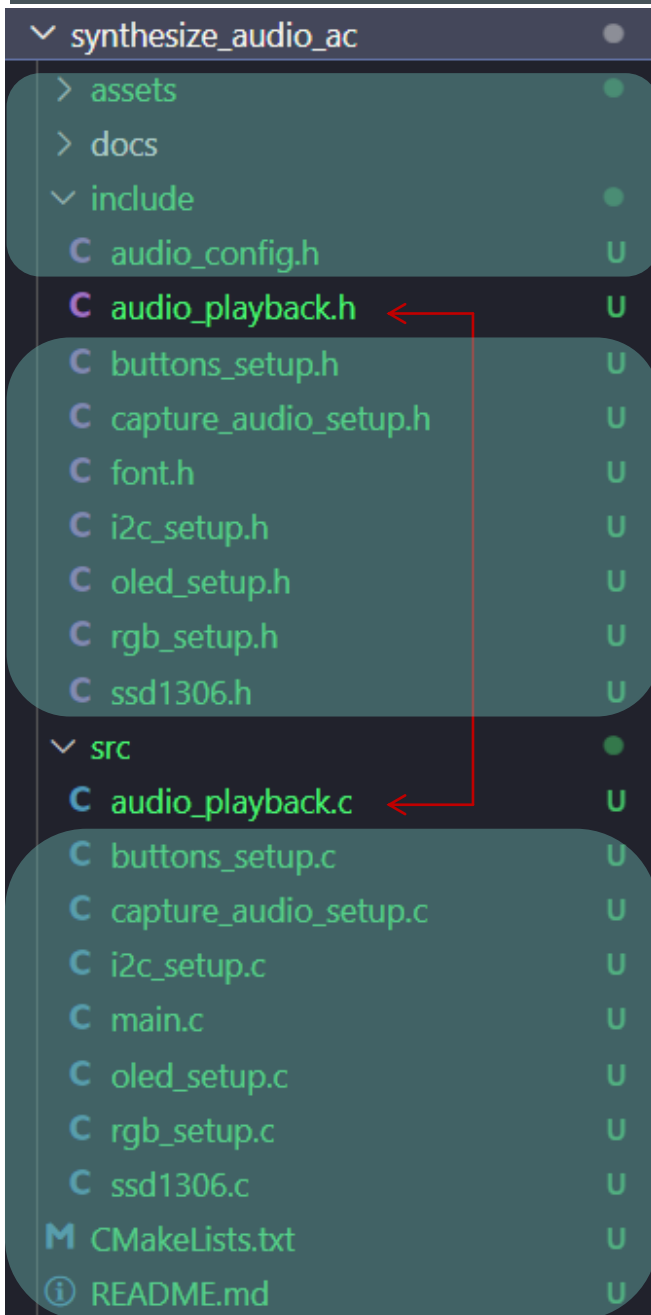 synthesize_audio_ac
assets
docs
include
C audio_config.h U
C audio_playback.h U
C buttons_setup.h U
C capture_audio_setup.h U
C font.h U
C i2c_setup.h U
C oled_setup.h U
C rgb_setup.h U
C ssd1306.h U
src
C audio_playback.c U
C buttons_setup.c U
C capture_audio_setup.c U
C i2c_setup.c U
C main.c U
C oled_setup.c U
C rgb_setup.c U
C ssd1306.c U
M CMakeLists.txt U
README.md U